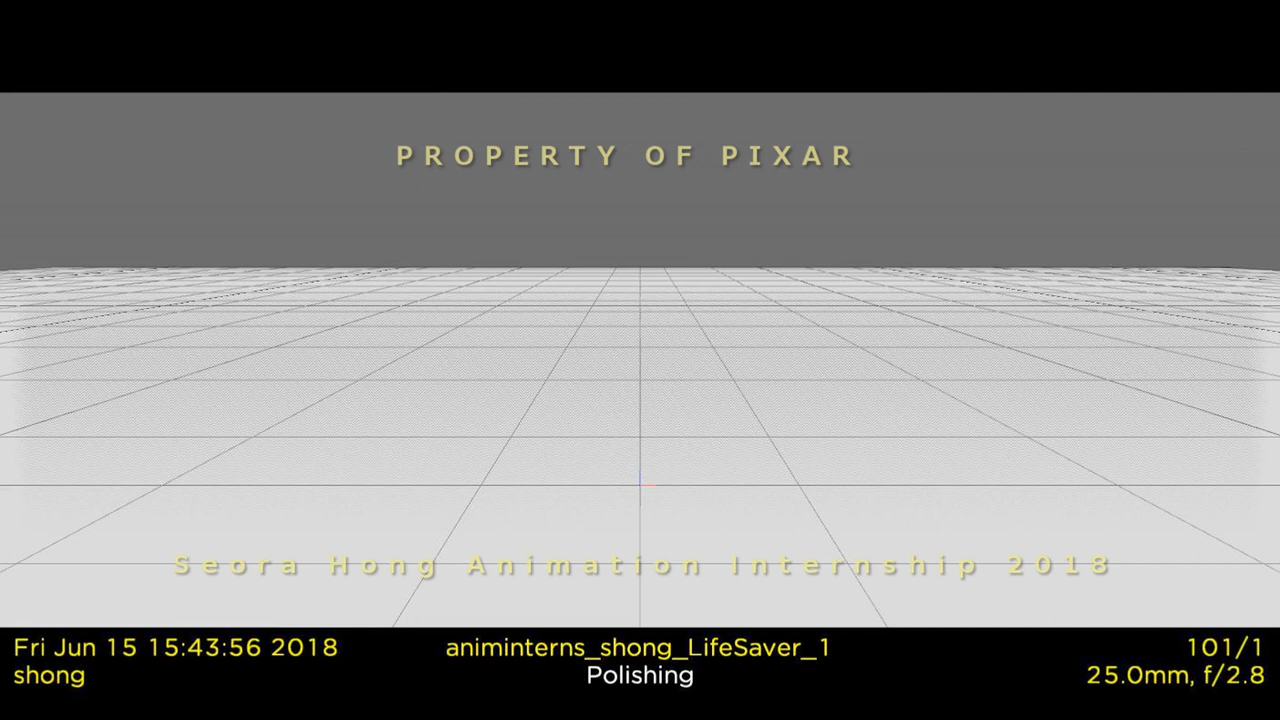 PROPERTY OF PIXAR
Seora Hong Animation Internship 2018
Fri Jun 15 15:43:56 2018 animinterns_shong_LifeSaver_1 101/1
shong Polishing 25.0mm, f/2.8